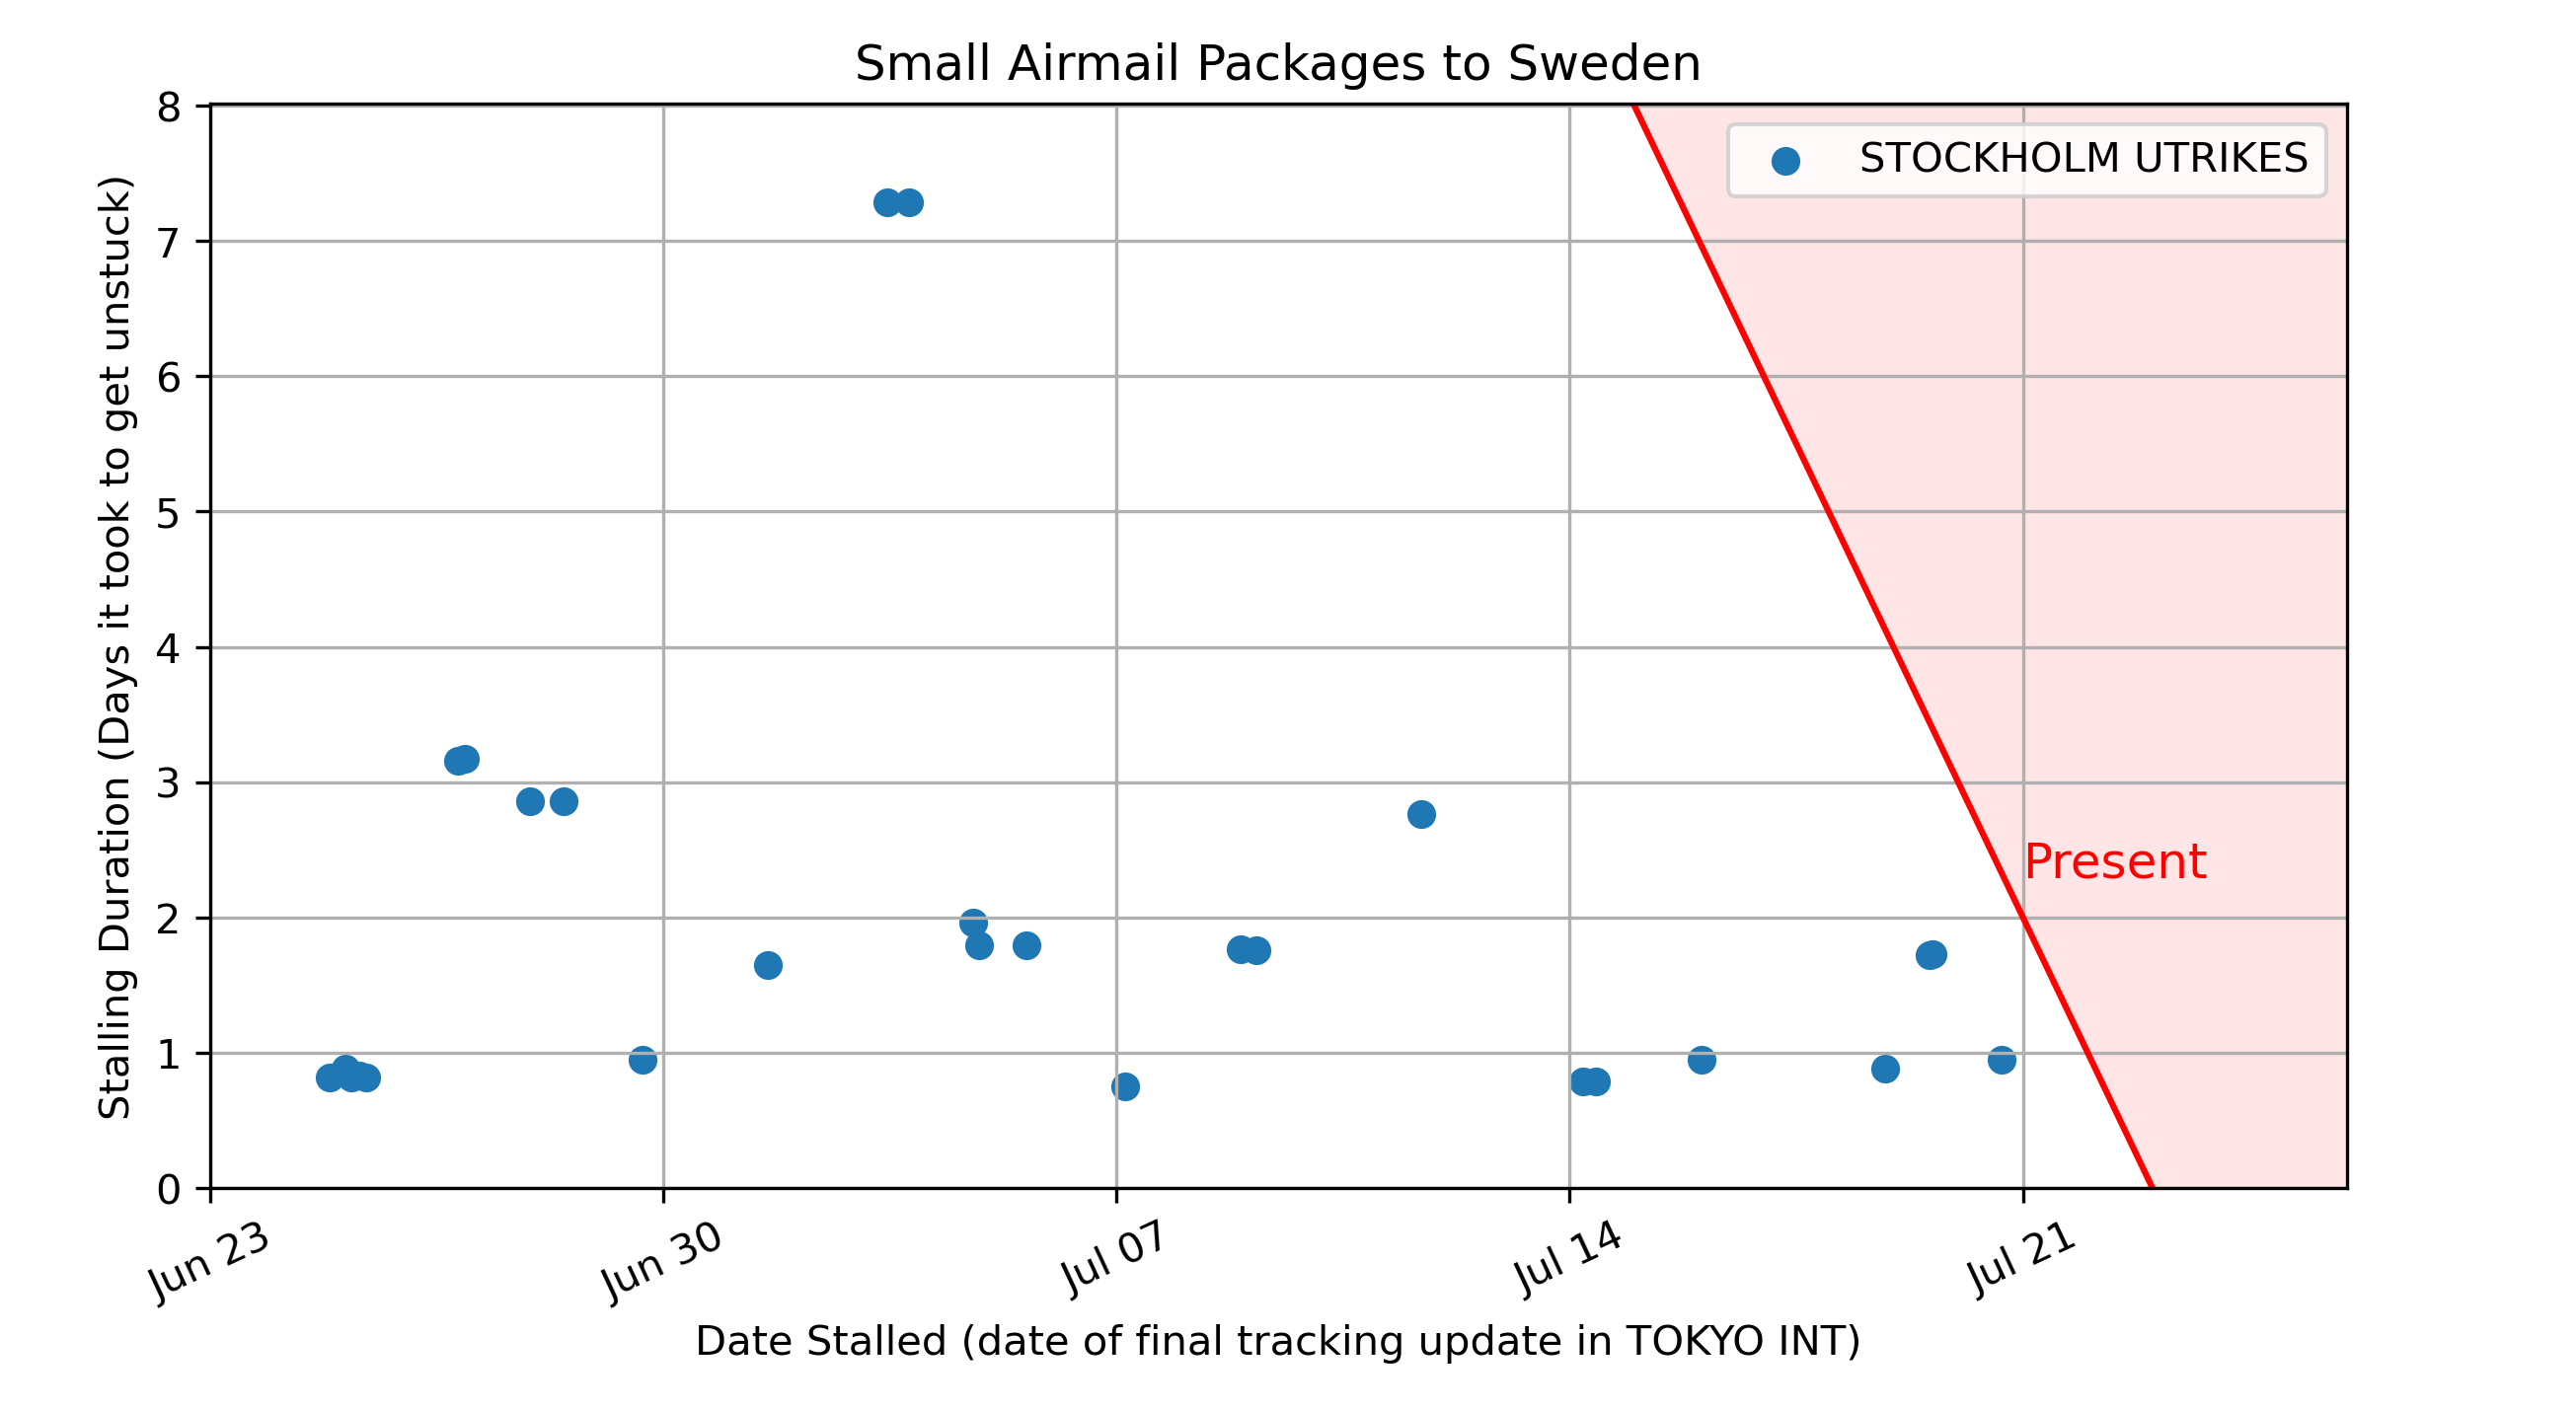 Small Airmail Packages to Sweden
STOCKHOLM UTRIKES
Stalling Duration (Days it took to get unstuck)
8
7
6
5
4
3
2
1
0
Present
Jun 23
Jun 30
Jul 07
Jul 14
Jul 21
Date Stalled (date of final tracking update in TOKYO INT)